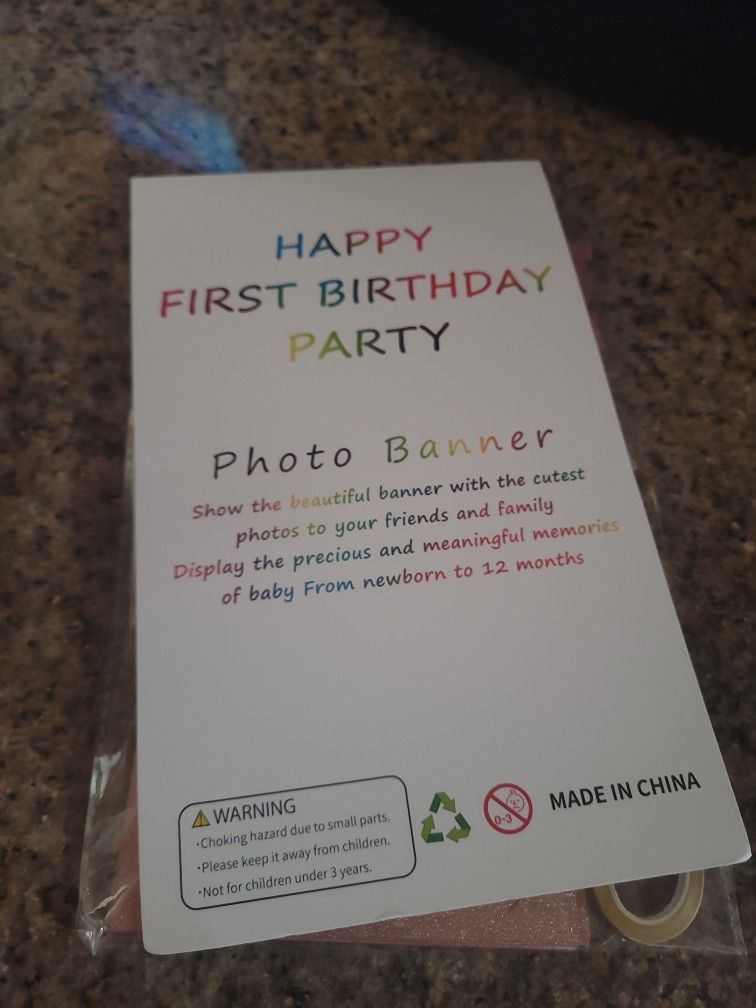 HAPPY
FIRST BIRTHDAY
PARTY
Photo Banner
Show the beautiful banner with the cutest
photos to your friends and family
Display the precious and meaningful memories
of baby From newborn to 12 months
WARNING
·Choking hazard due to small parts.
·Please keep it away from children.
·Not for children under 3 years.
0-3
MADE IN CHINA